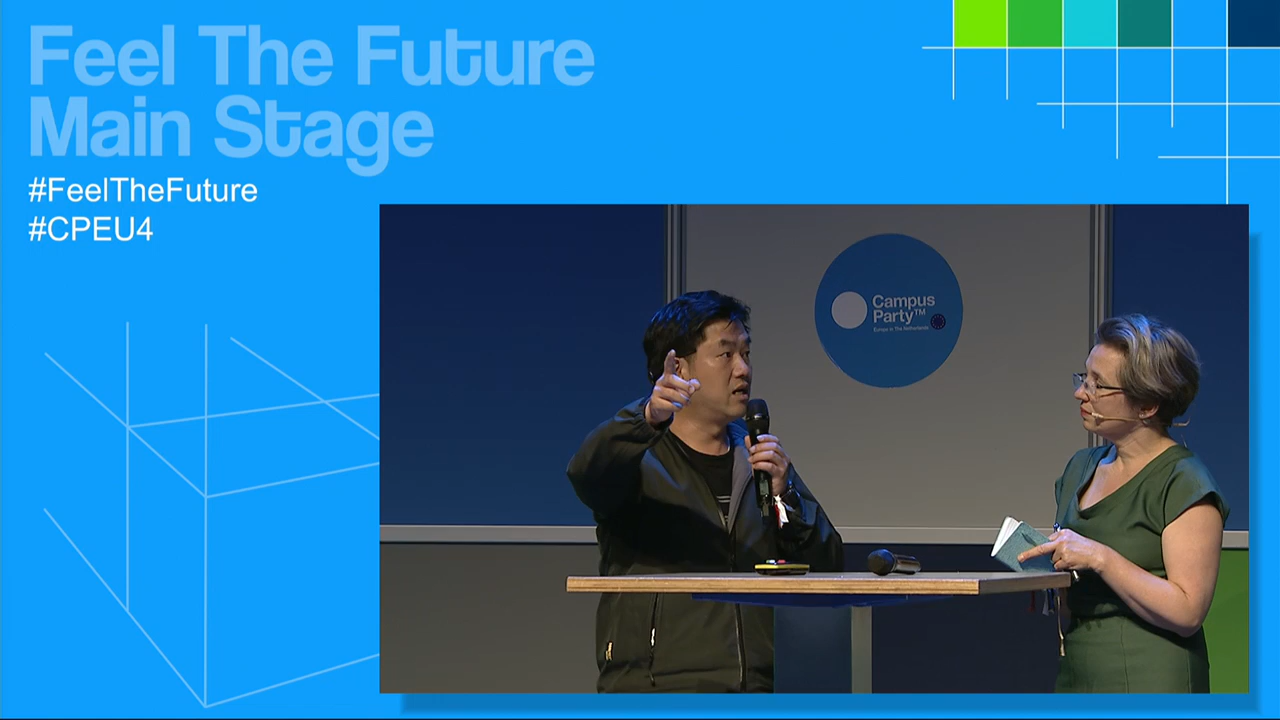 Feel The Future
Main Stage
#FeelTheFuture
#CPEU4
Campus
Party™
Europe in The Netherlands